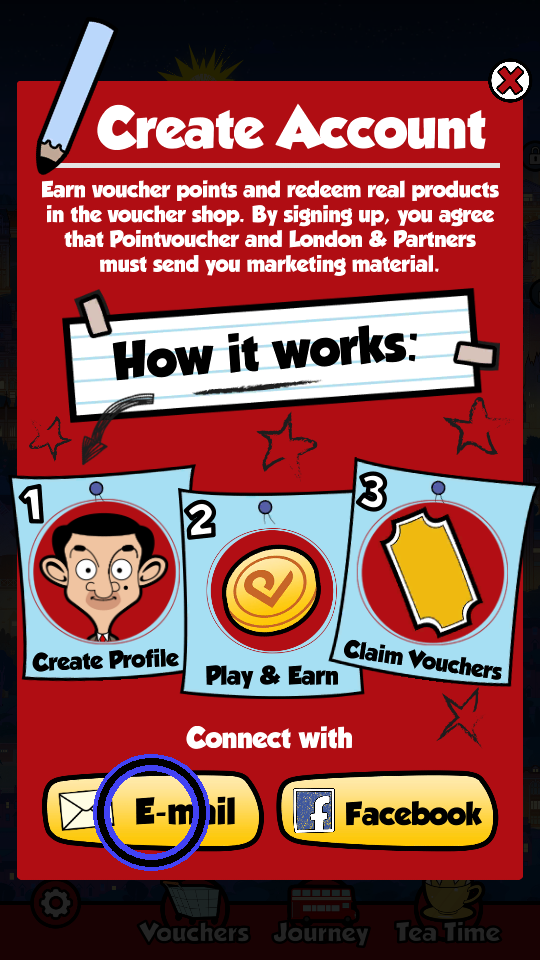 Create Account
Earn voucher points and redeem real products
in the voucher shop. By signing up, you agree
that Pointvoucher and London & Partners
must send you marketing material.
How it works:
1
2
3
Create Profile
Play & Earn
Claim Vouchers
Connect with
E-mail
Facebook
Vouchers
Journey
Tea Time